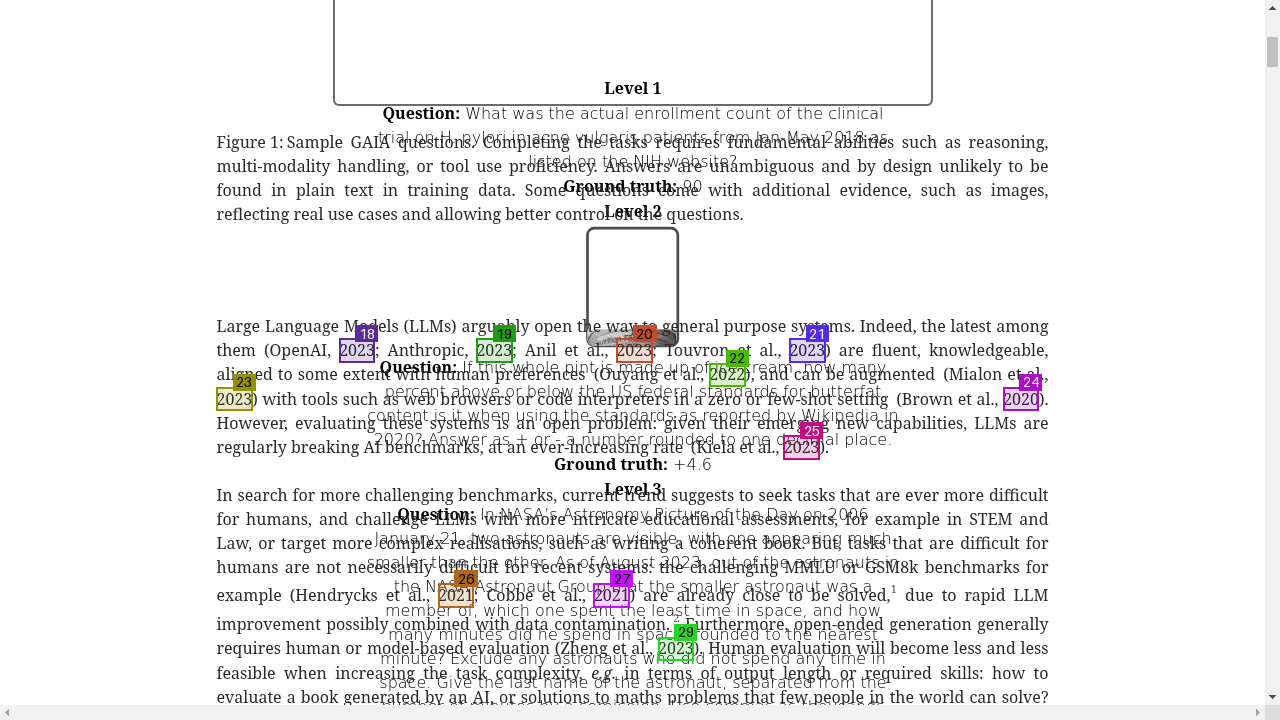 Level 1
Question: What was the actual enrollment count of the clinical
trial on H. pylori in acne vulgaris patients from Jan-May 2018 as
listed on the NIH website?
Ground truth: 90
Figure 1: Sample GAIA questions. Completing the tasks requires fundamental abilities such as reasoning,
multi-modality handling, or tool use proficiency. Answers are unambiguous and by design unlikely to be
found in plain text in training data. Some questions come with additional evidence, such as images,
reflecting real use cases and allowing better control on the questions.
Level 2
18
19
20
21
22
23
24
25
Large Language Models (LLMs) arguably open the way to general purpose systems. Indeed, the latest among
them (OpenAI, 2023; Anthropic, 2023; Anil et al., 2023; Touvron et al., 2023) are fluent, knowledgeable,
aligned to some extent with human preferences (Ouyang et al., 2022), and can be augmented (Mialon et al.,
2023) with tools such as web browsers or code interpreters in a zero or few-shot setting (Brown et al., 2020).
However, evaluating these systems is an open problem: given their emerging new capabilities, LLMs are
regularly breaking AI benchmarks, at an ever-increasing rate (Kiela et al., 2023).
Question: If this whole pint is made up of ice cream, how many
percent above or below the US federal standards for butterfat
content is it when using the standards as reported by Wikipedia in
2020? Answer as + or - a number rounded to one decimal place.
Ground truth: +4.6
Level 3
In search for more challenging benchmarks, current trend suggests to seek tasks that are ever more difficult
for humans, and challenge LLMs with more intricate educational assessments, for example in STEM and
Law, or target more complex realisations, such as writing a coherent book. But, tasks that are difficult for
humans are not necessarily difficult for recent systems: the challenging MMLU or GSM8k benchmarks for
example (Hendrycks et al., 2021; Cobbe et al., 2021) are already close to be solved,1 due to rapid LLM
improvement possibly combined with data contamination. 2 Furthermore, open-ended generation generally
requires human or model-based evaluation (Zheng et al., 2023). Human evaluation will become less and less
feasible when increasing the task complexity, e.g. in terms of output length or required skills: how to
evaluate a book generated by an AI, or solutions to maths problems that few people in the world can solve?
26
27
29
Question: In NASA's Astronomy Picture of the Day on 2006
January 21, two astronauts are visible, with one appearing much
smaller than the other. As of August 2023, out of the astronauts in
the NASA Astronaut Group that the smaller astronaut was a
member of, which one spent the least time in space, and how
many minutes did he spend in space, rounded to the nearest
minute? Exclude any astronauts who did not spend any time in
space. Give the last name of the astronaut, separated from the